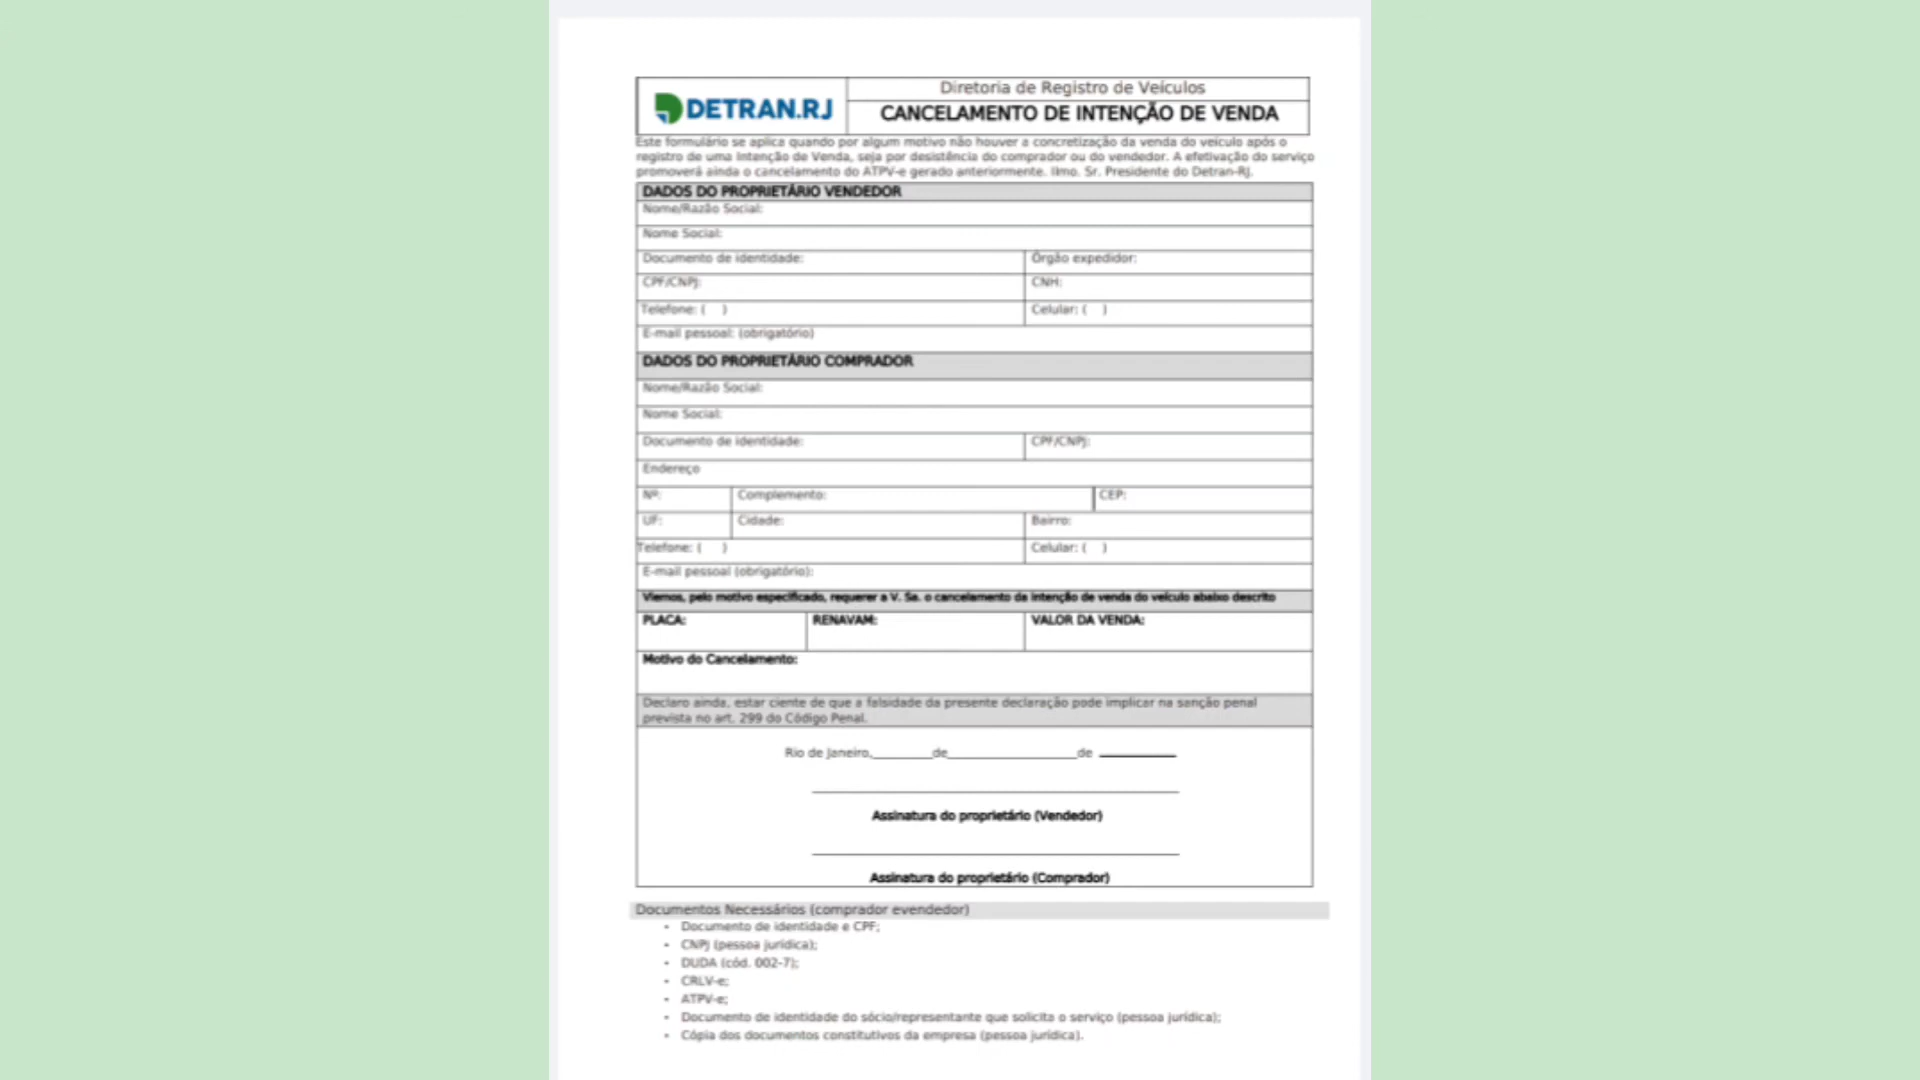 DETRAN.RJ
Diretoria de Registro de Veículos
CANCELAMENTO DE INTENÇÃO DE VENDA
Este formulário se aplica quando por algum motivo não houver a concretização da venda do veículo após o
registro de uma Intenção de Venda, seja por desistência do comprador ou do vendedor. A efetivação do serviço
promoverá ainda o cancelamento do ATPV-e gerado anteriormente. Ilmo. Sr. Presidente do Detran-RJ.
DADOS DO PROPRIETÁRIO VENDEDOR
Nome/Razão Social:
Nome Social:
Documento de identidade: Órgão expedidor:
CPF/CNPJ: CNH:
Telefone: ( ) Celular: ( )
E-mail pessoal: (obrigatório)
DADOS DO PROPRIETÁRIO COMPRADOR
Nome/Razão Social:
Nome Social:
Documento de identidade: CPF/CNPJ:
Endereço
Nº: Complemento: CEP:
UF: Cidade: Bairro:
Telefone: ( ) Celular: ( )
E-mail pessoal (obrigatório):
Viemos, pelo motivo especificado, requerer a V. Sa. o cancelamento da intenção de venda do veículo abaixo descrito
PLACA: RENAVAM: VALOR DA VENDA:
Motivo do Cancelamento:
Declaro ainda, estar ciente de que a falsidade da presente declaração pode implicar na sanção penal
prevista no art. 299 do Código Penal.
Rio de Janeiro,________de________________de __________
Assinatura do proprietário (Vendedor)
Assinatura do proprietário (Comprador)
Documentos Necessários (comprador evendedor)
- Documento de identidade e CPF;
- CNPJ (pessoa jurídica);
- DUDA (cód. 002-7);
- CRLV-e;
- ATPV-e;
- Documento de identidade do sócio/representante que solicita o serviço (pessoa jurídica);
- Cópia dos documentos constitutivos da empresa (pessoa jurídica).